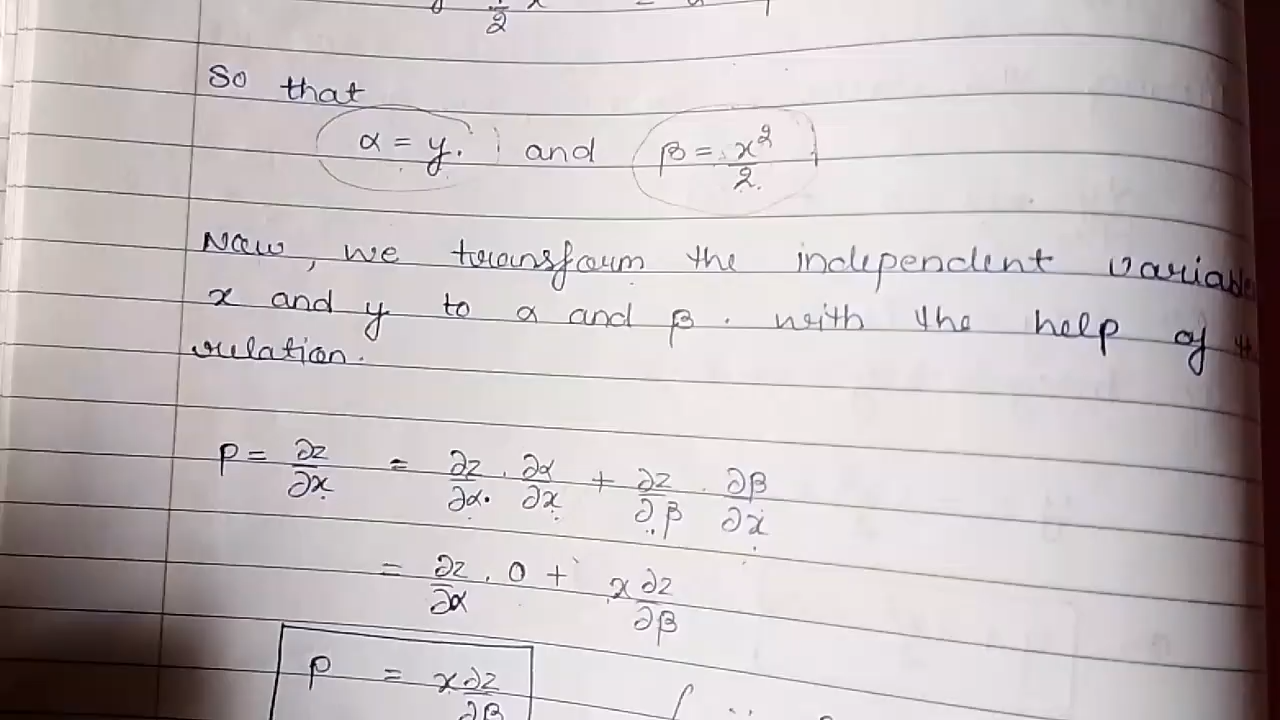 So that
α = y. and β = x²/2
Now, we transform the independent
x and y to α and β. with the help of
relation.
P = ∂z/∂x = ∂z/∂α . ∂α/∂x + ∂z/∂β . ∂β/∂x
= ∂z/∂α . 0 + x ∂z/∂β
P = x ∂z/∂β